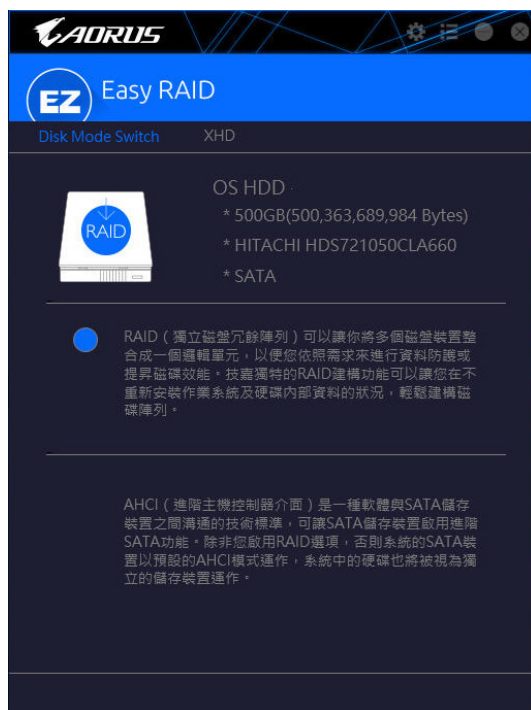 AORUS
EZ Easy RAID
Disk Mode Switch XHD
OS HDD
* 500GB(500,363,689,984 Bytes)
RAID
* HITACHI HDS721050CLA660
* SATA
RAID（獨立磁盤冗餘陣列）可以讓你將多個磁盤裝置整
合成一個邏輯單元，以便您依照需求來進行資料防護或
提昇磁碟效能。技嘉獨特的RAID建構功能可以讓您在不
重新安裝作業系統及硬碟內部資料的狀況，輕鬆建構磁
碟陣列。
AHCI（進階主機控制器介面）是一種軟體與SATA儲存
裝置之間溝通的技術標準，可讓SATA儲存裝置啟用進階
SATA功能。除非您啟用RAID選項，否則系統的SATA裝
置以預設的AHCI模式運作，系統中的硬碟也將被視為獨
立的儲存裝置運作。